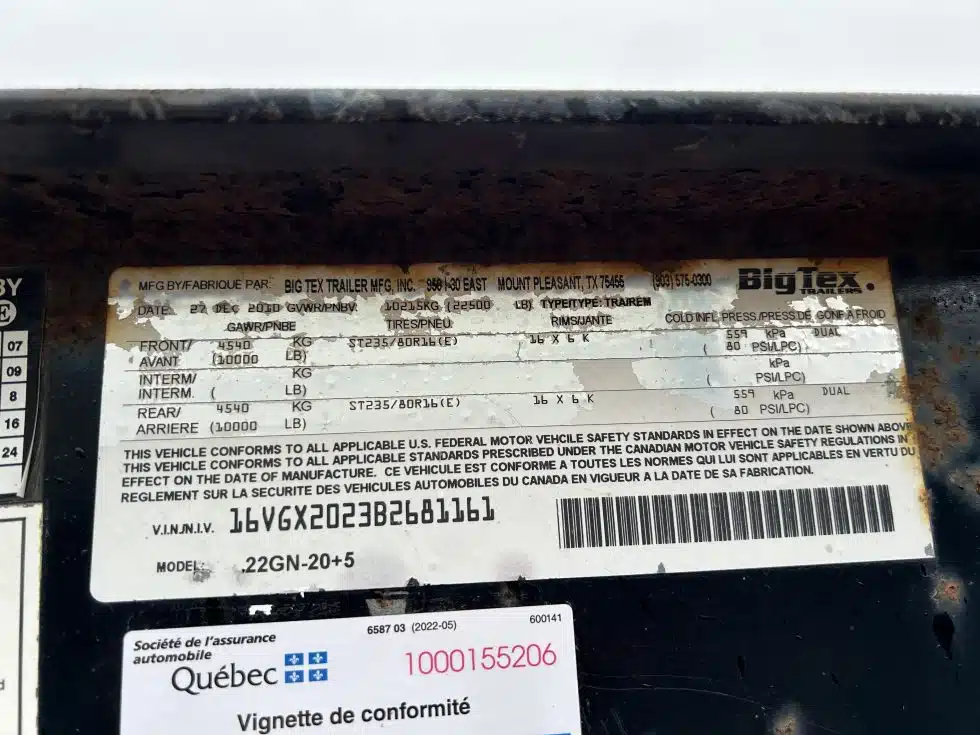 BY
E
07
09
8
16
24
MFG BY/FABRIQUE PAR: BIG TEX TRAILER MFG, INC. 950 I-30 EAST MOUNT PLEASANT, TX 75455 (903) 575-0300 BigTex. TRAILERS
DATE: 27 DEC 2010 GVWR/PNBV: 10215KG (22500 LB) TYPE/TYPE: TRA/REM
GAWR/PNBE TIRES/PNEU RIMS/JANTE COLD INFL. PRESS./PRESS. DE GONF. A FROID
FRONT/ 4540 KG ST235/80R16(E) 16 X 6 K 559 kPa DUAL
AVANT (10000 LB) ( 80 PSI/LPC)
INTERM/ KG kPa
INTERM. ( LB) ( PSI/LPC)
REAR/ 4540 KG ST235/80R16(E) 16 X 6 K 559 kPa DUAL
ARRIERE (10000 LB) ( 80 PSI/LPC)
THIS VEHICLE CONFORMS TO ALL APPLICABLE U.S. FEDERAL MOTOR VEHCILE SAFETY STANDARDS IN EFFECT ON THE DATE SHOWN ABOVE
THIS VEHICLE CONFORMS TO ALL APPLICABLE STANDARDS PRESCRIBED UNDER THE CANADIAN MOTOR VEHICLE SAFETY REGULATIONS IN
EFFECT ON THE DATE OF MANUFACTURE. CE VEHICULE EST CONFORME A TOUTES LES NORMES QUI LUI SONT APPLICABLES EN VERTU DU
REGLEMENT SUR LA SECURITE DES VEHICULES AUTOMOBILES DU CANADA EN VIGUEUR A LA DATE DE SA FABRICATION.
V.I.N./N.I.V. 16VGX2023B2681161
MODEL: .22GN-20+5
Société de l'assurance
automobile
Québec
6587 03 (2022-05)
600141
1000155206
Vignette de conformité